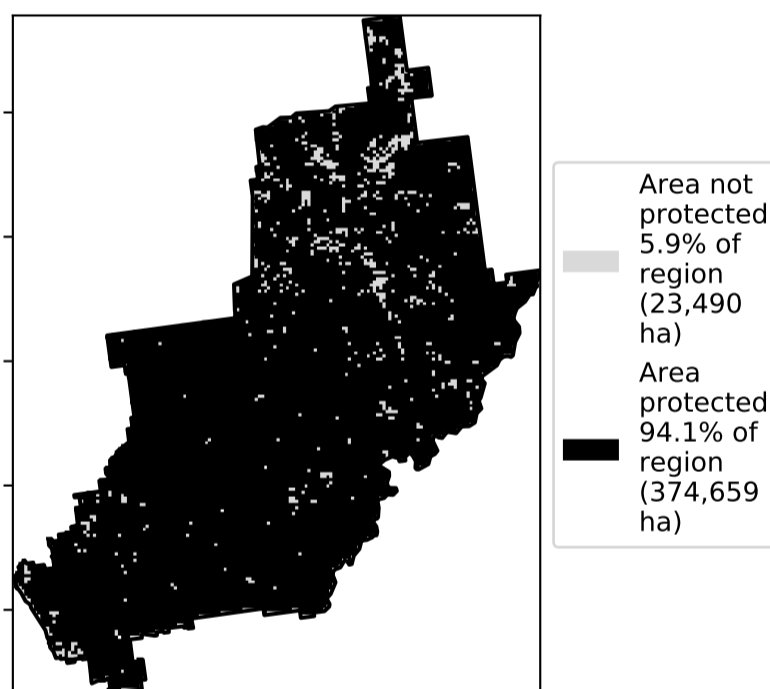 Area not
protected
5.9% of
region
(23,490
ha)
Area
protected
94.1% of
region
(374,659
ha)